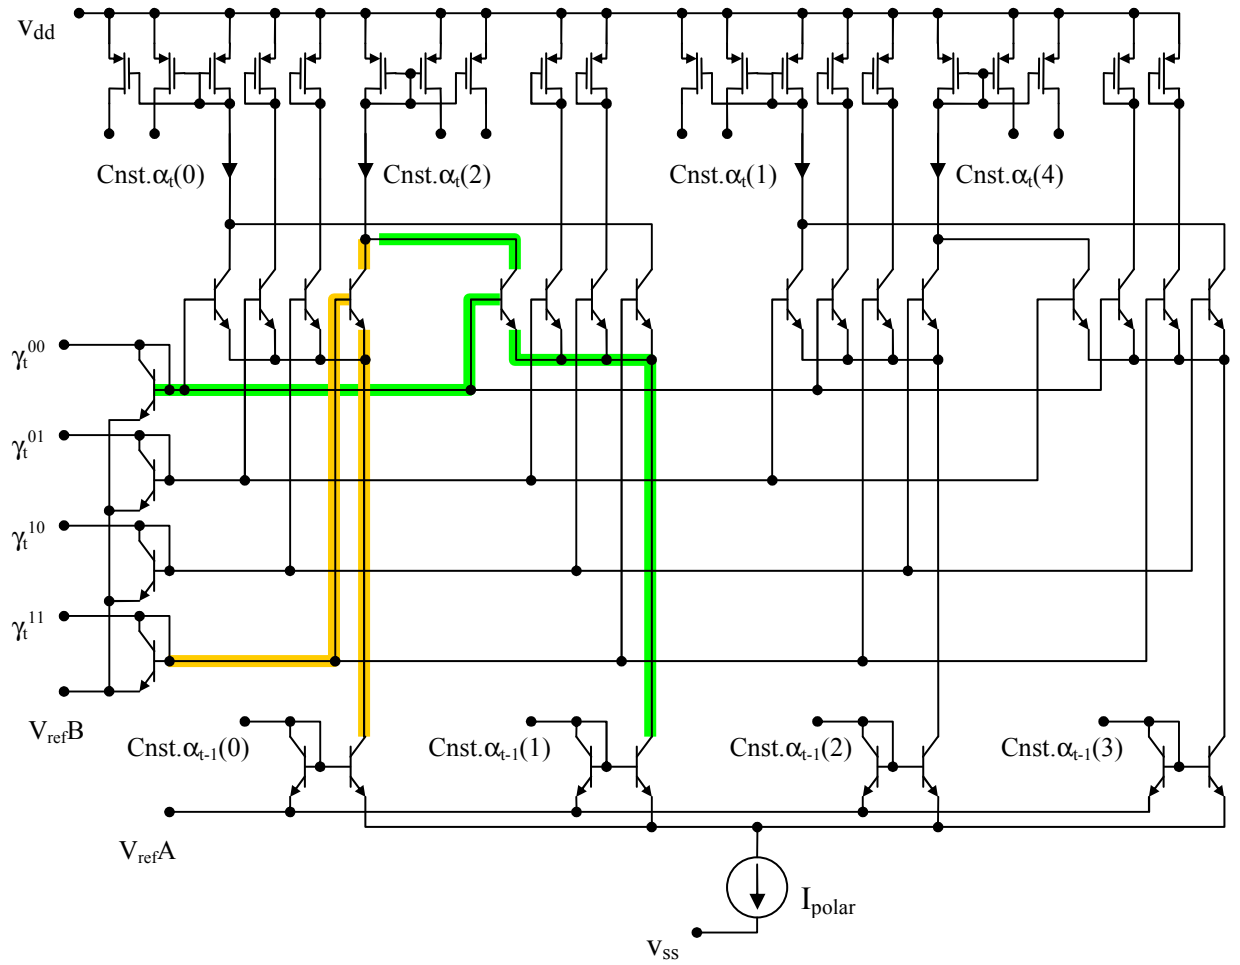 vdd
Cnst.αt(0)
Cnst.αt(2)
Cnst.αt(1)
Cnst.αt(4)
γt00
γt01
γt10
γt11
VrefB
Cnst.αt-1(0)
Cnst.αt-1(1)
Cnst.αt-1(2)
Cnst.αt-1(3)
VrefA
Ipolar
vss